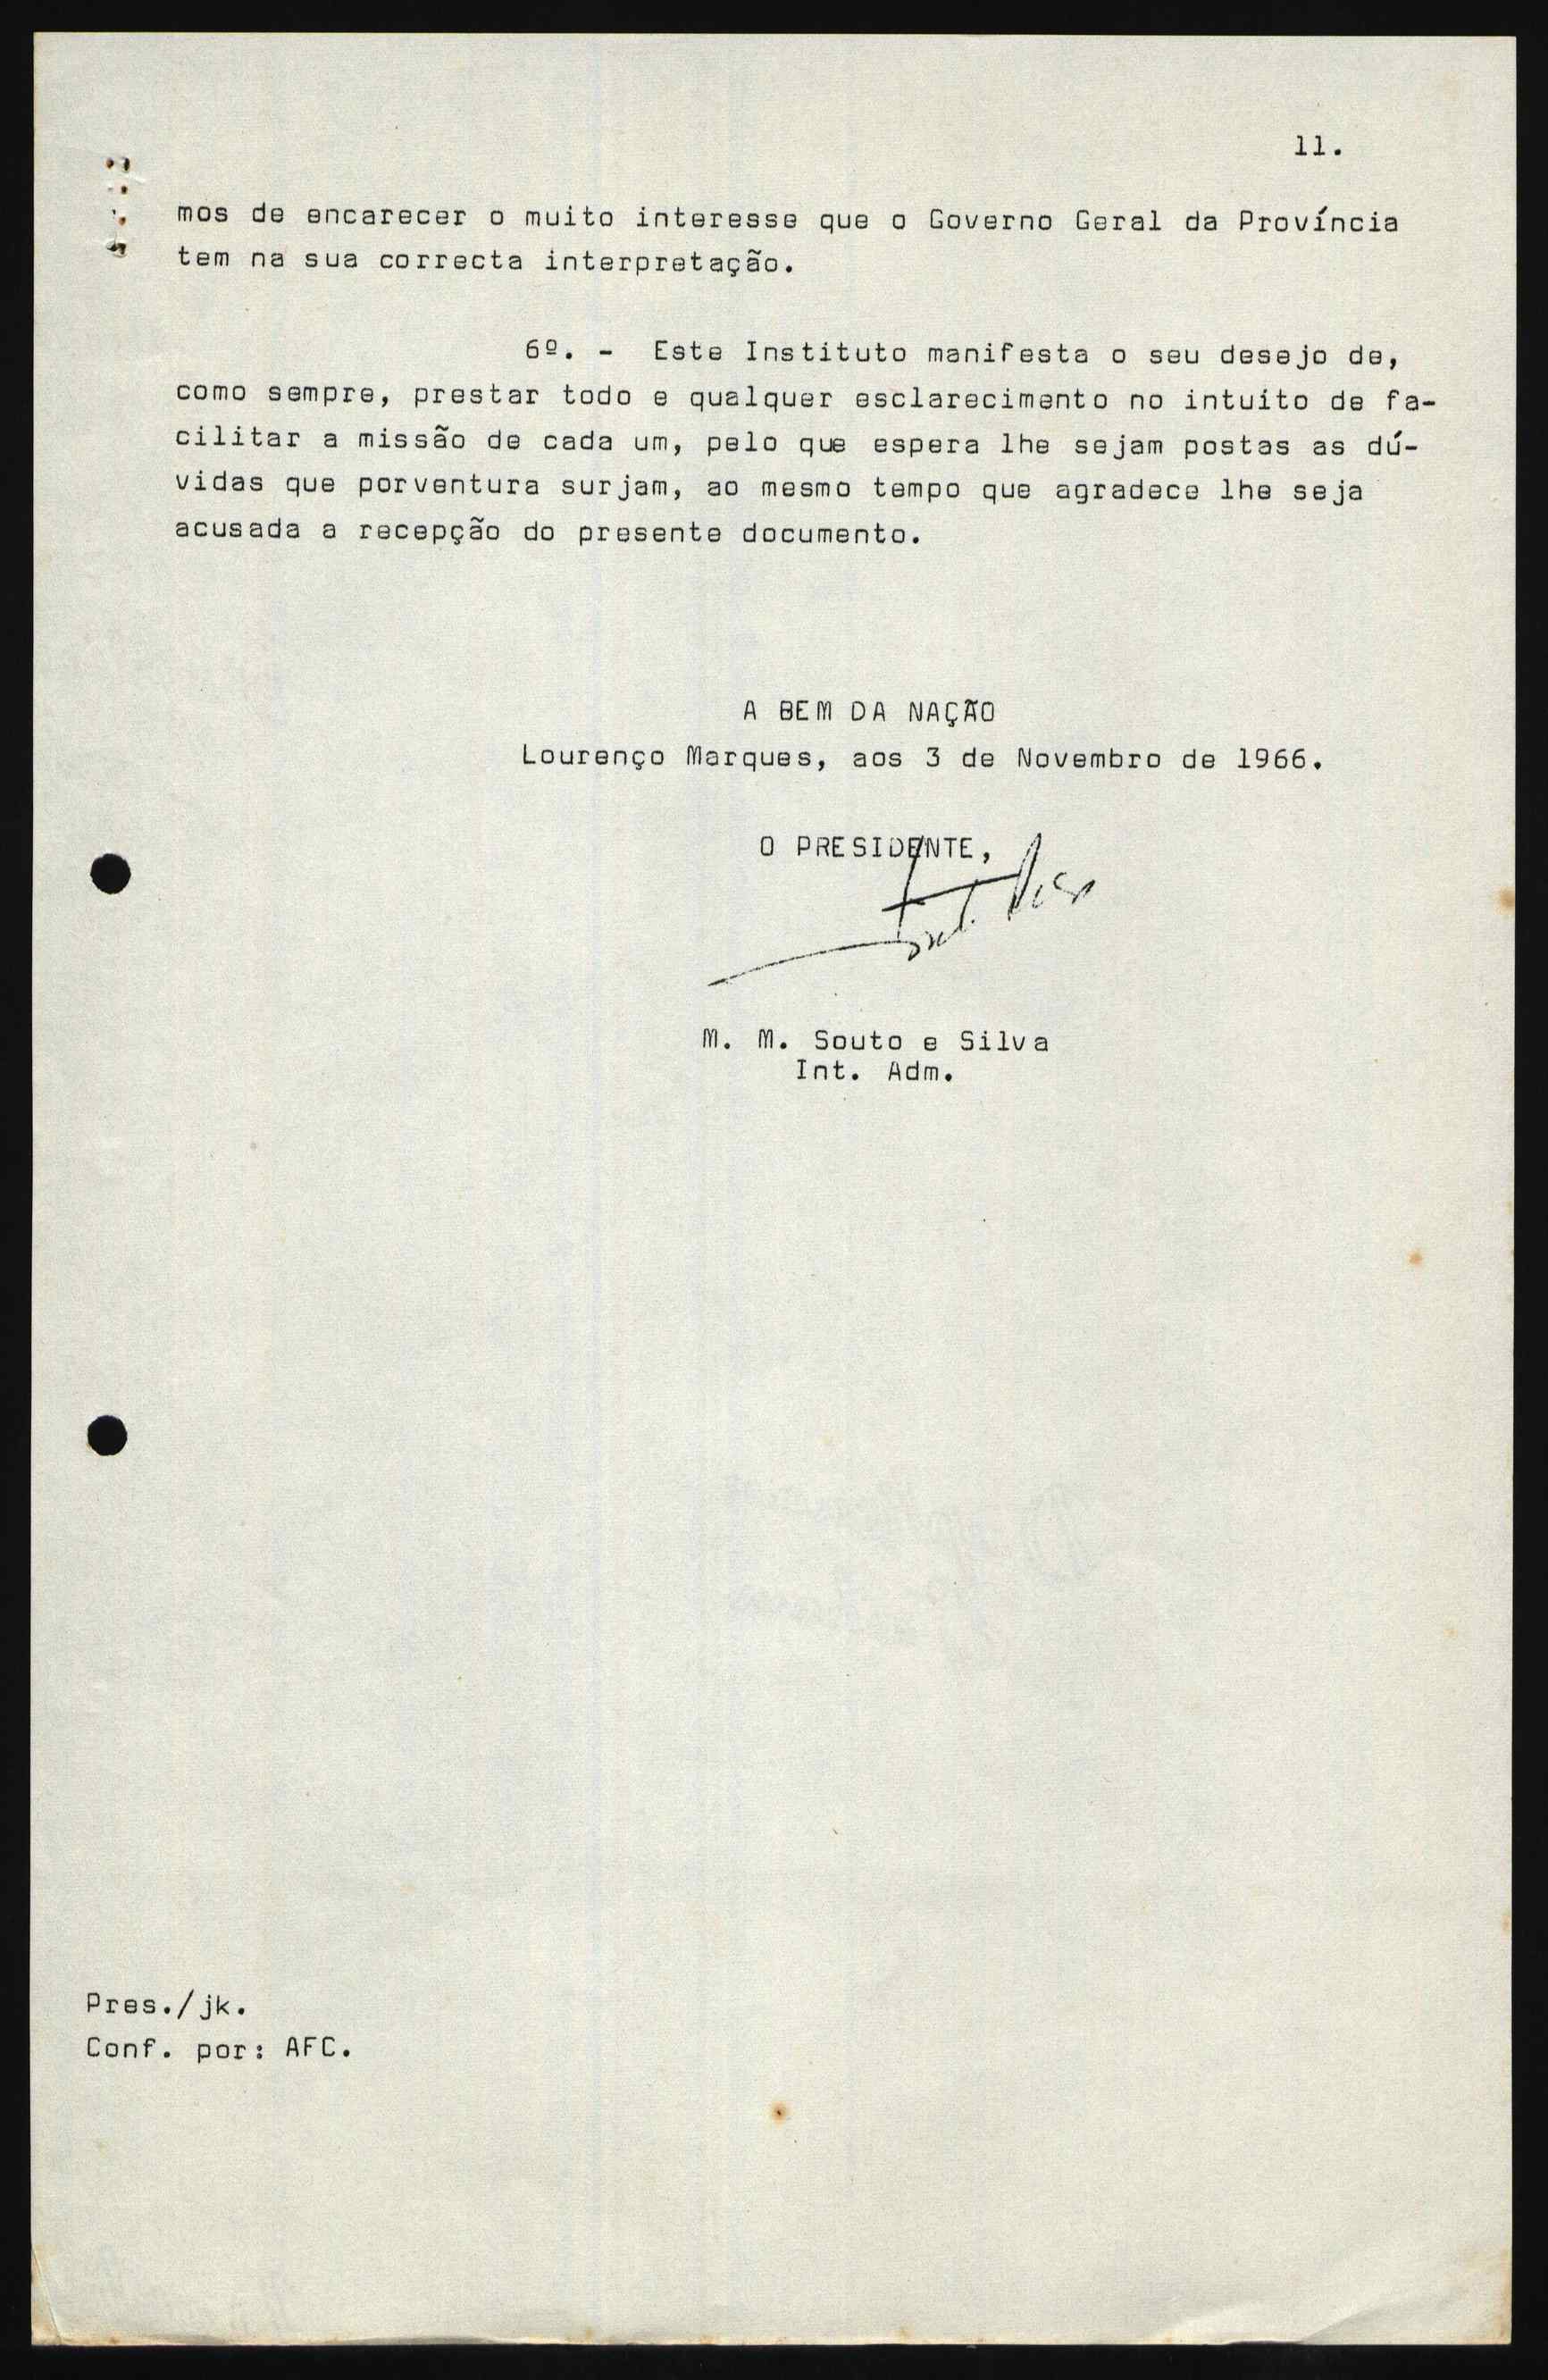 11.
mos de encarecer o muito interesse que o Governo Geral da Província
tem na sua correcta interpretação.
6º. - Este Instituto manifesta o seu desejo de,
como sempre, prestar todo e qualquer esclarecimento no intuito de fa-
cilitar a missão de cada um, pelo que espera lhe sejam postas as dú-
vidas que porventura surjam, ao mesmo tempo que agradece lhe seja
acusada a recepção do presente documento.
A BEM DA NAÇÃO
Lourenço Marques, aos 3 de Novembro de 1966.
O PRESIDENTE,
M. M. Souto e Silva
Int. Adm.
Pres./jk.
Conf. por: AFC.